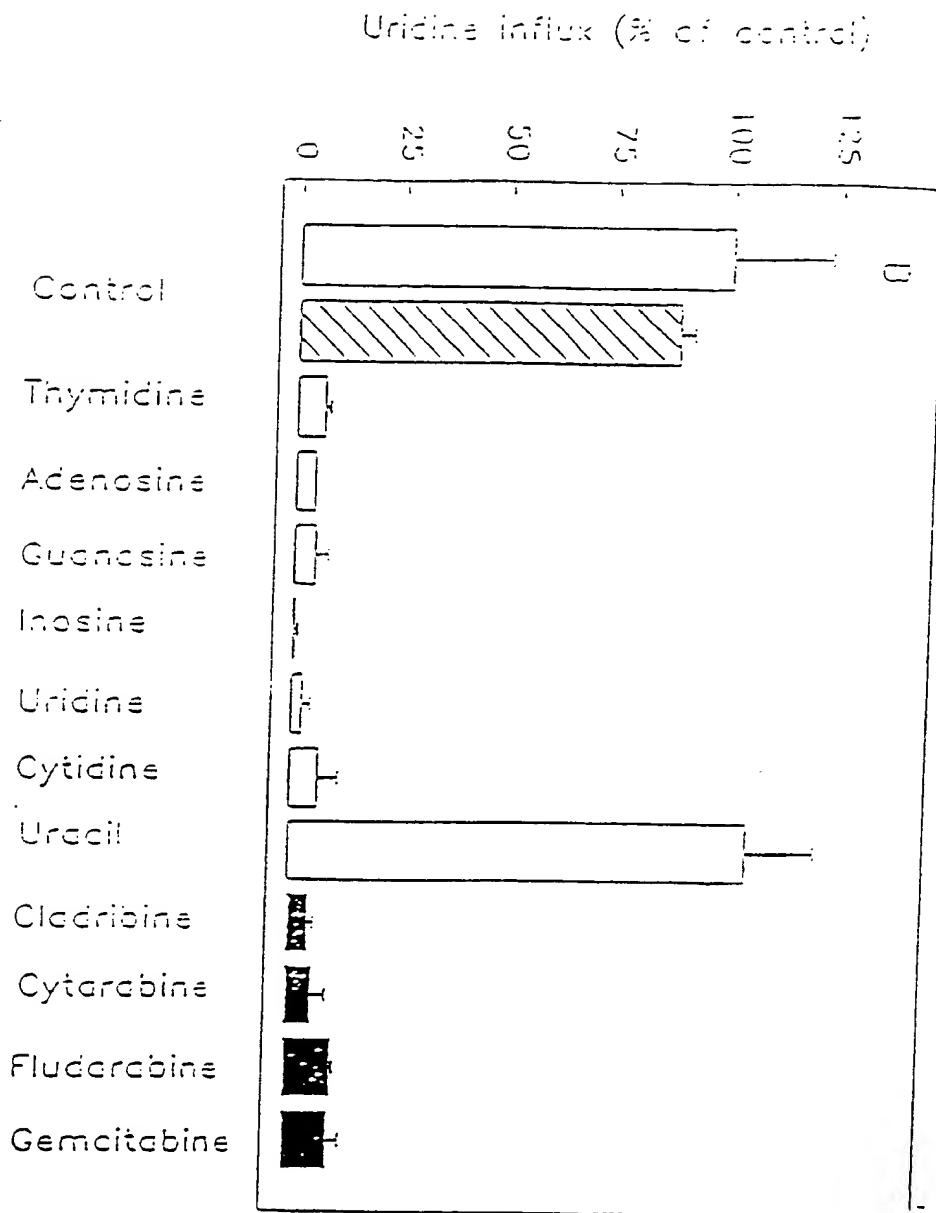 Uridine influx (% of control)
0
25
50
75
100
125
Control
Thymidine
Adenosine
Guanosine
Inosine
Uridine
Cytidine
Uracil
Cladribine
Cytarabine
Fludarabine
Gemcitabine